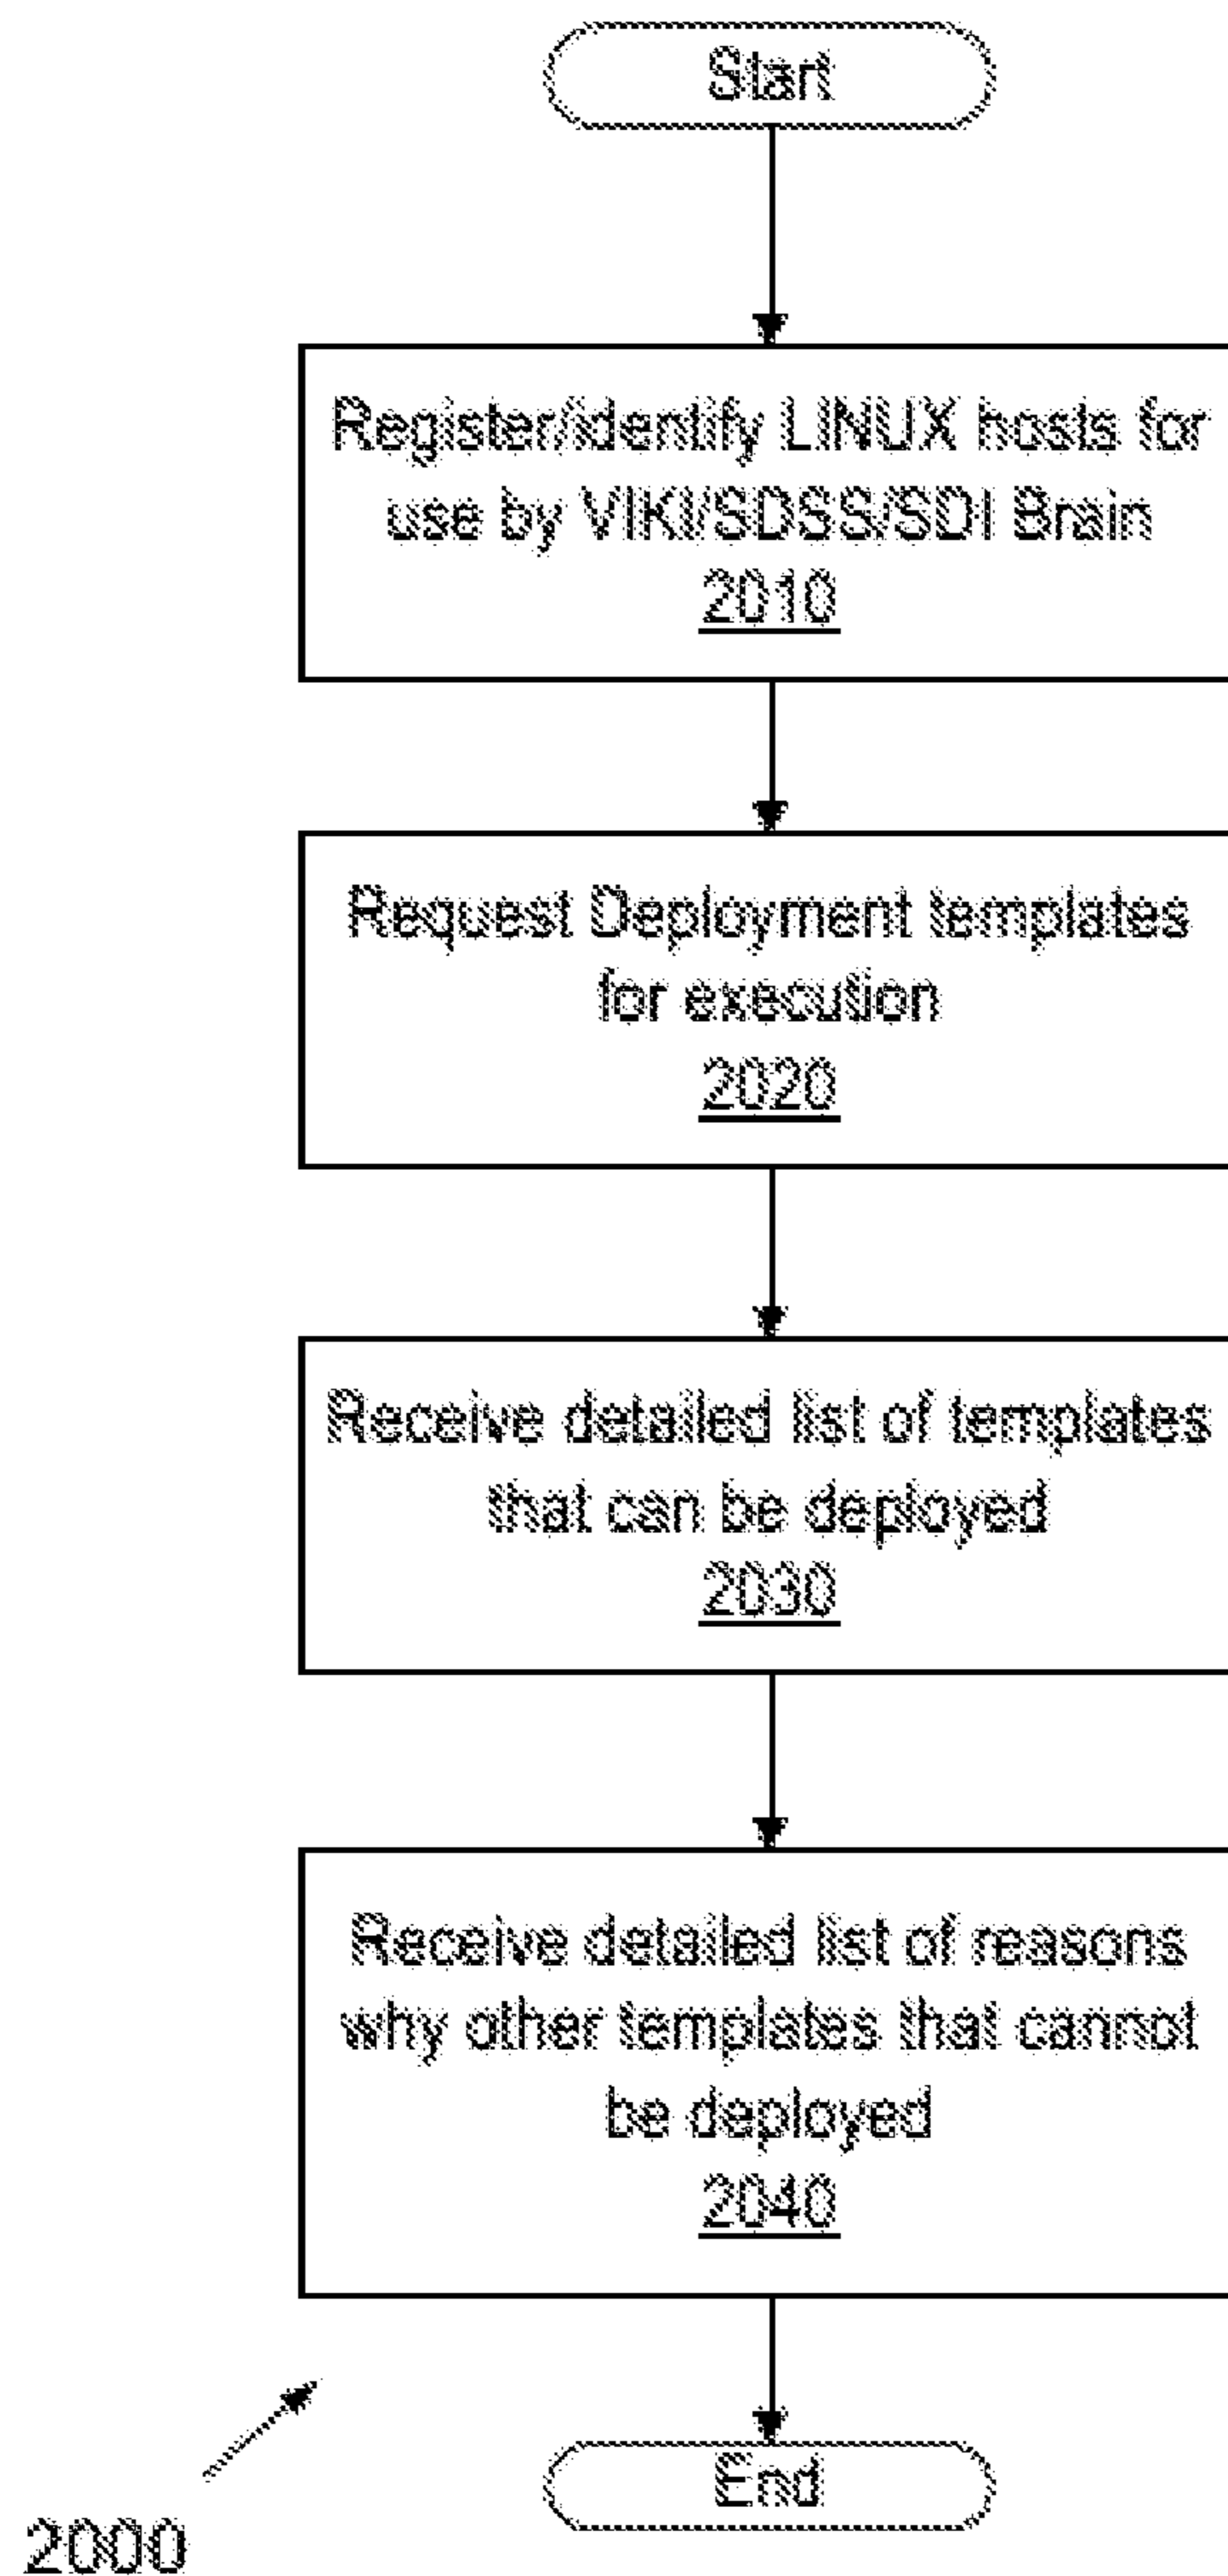 Start
Register/identify LINUX hosts for
use by VIKI/SDSS/SDI Brain
2010
Request Deployment templates
for execution
2020
Receive detailed list of templates
that can be deployed
2030
Receive detailed list of reasons
why other templates that cannot
be deployed
2040
End
2000